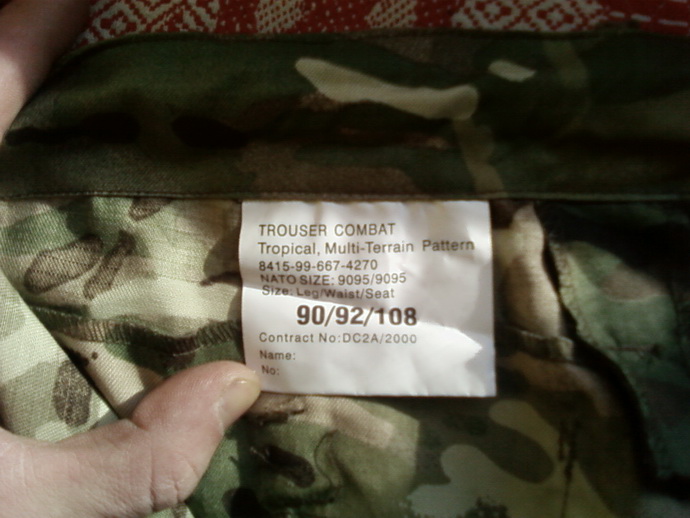 TROUSER COMBAT
Tropical, Multi-Terrain Pattern
8415-99-667-4270
NATO SIZE: 9095/9095
Size: Leg/Waist/Seat
90/92/108
Contract No:DC2A/2000
Name:
No: